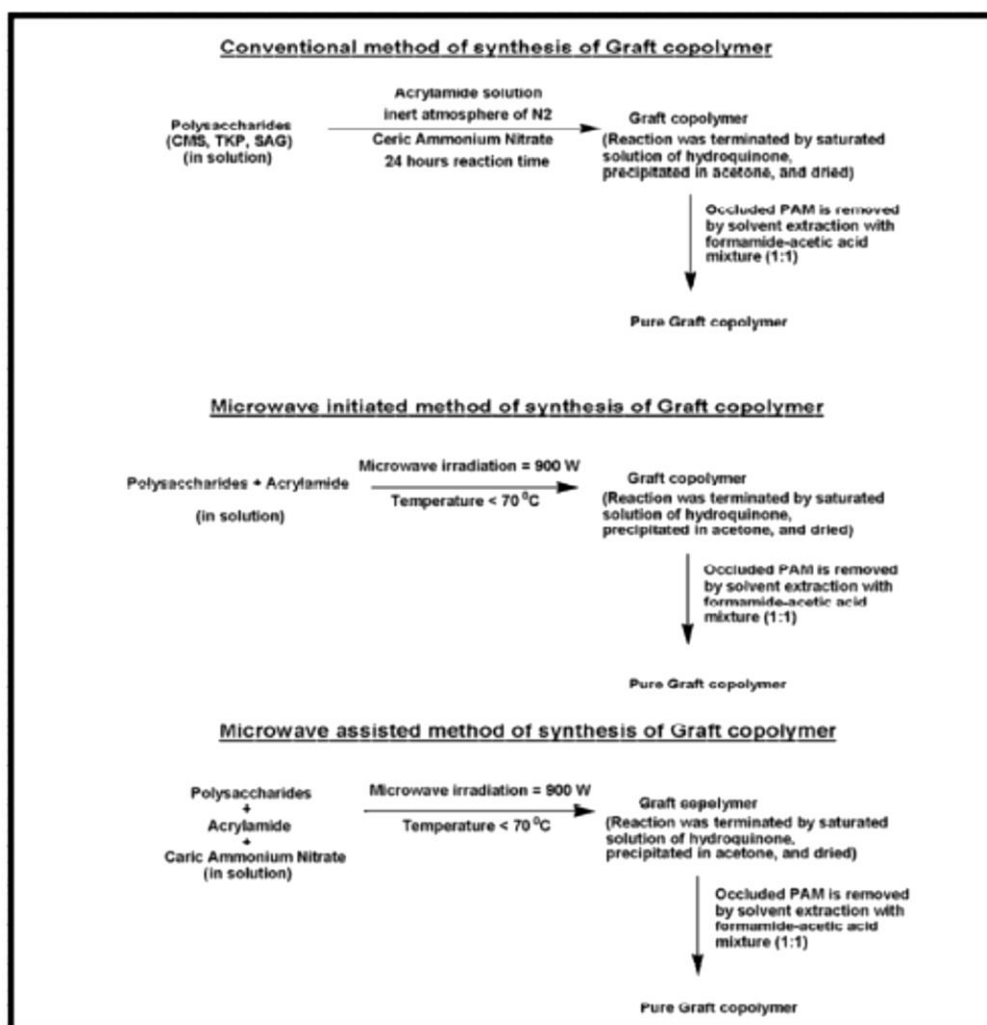 Conventional method of synthesis of Graft copolymer
Acrylamide solution
inert atmosphere of N2
Polysaccharides
(CMS, TKP, SAG)
(in solution)
Ceric Ammonium Nitrate
24 hours reaction time
Graft copolymer
(Reaction was terminated by saturated
solution of hydroquinone,
precipitated in acetone, and dried)
Occluded PAM is removed
by solvent extraction with
formamide-acetic acid
mixture (1:1)
Pure Graft copolymer
Microwave initiated method of synthesis of Graft copolymer
Polysaccharides + Acrylamide
(in solution)
Microwave irradiation = 900 W
Temperature < 70 ⁰C
Graft copolymer
(Reaction was terminated by saturated
solution of hydroquinone,
precipitated in acetone, and dried)
Occluded PAM is removed
by solvent extraction with
formamide-acetic acid
mixture (1:1)
Pure Graft copolymer
Microwave assisted method of synthesis of Graft copolymer
Polysaccharides
+
Acrylamide
+
Caric Ammonium Nitrate
(in solution)
Microwave irradiation = 900 W
Temperature < 70 ⁰C
Graft copolymer
(Reaction was terminated by saturated
solution of hydroquinone,
precipitated in acetone, and dried)
Occluded PAM is removed
by solvent extraction with
formamide-acetic acid
mixture (1:1)
Pure Graft copolymer